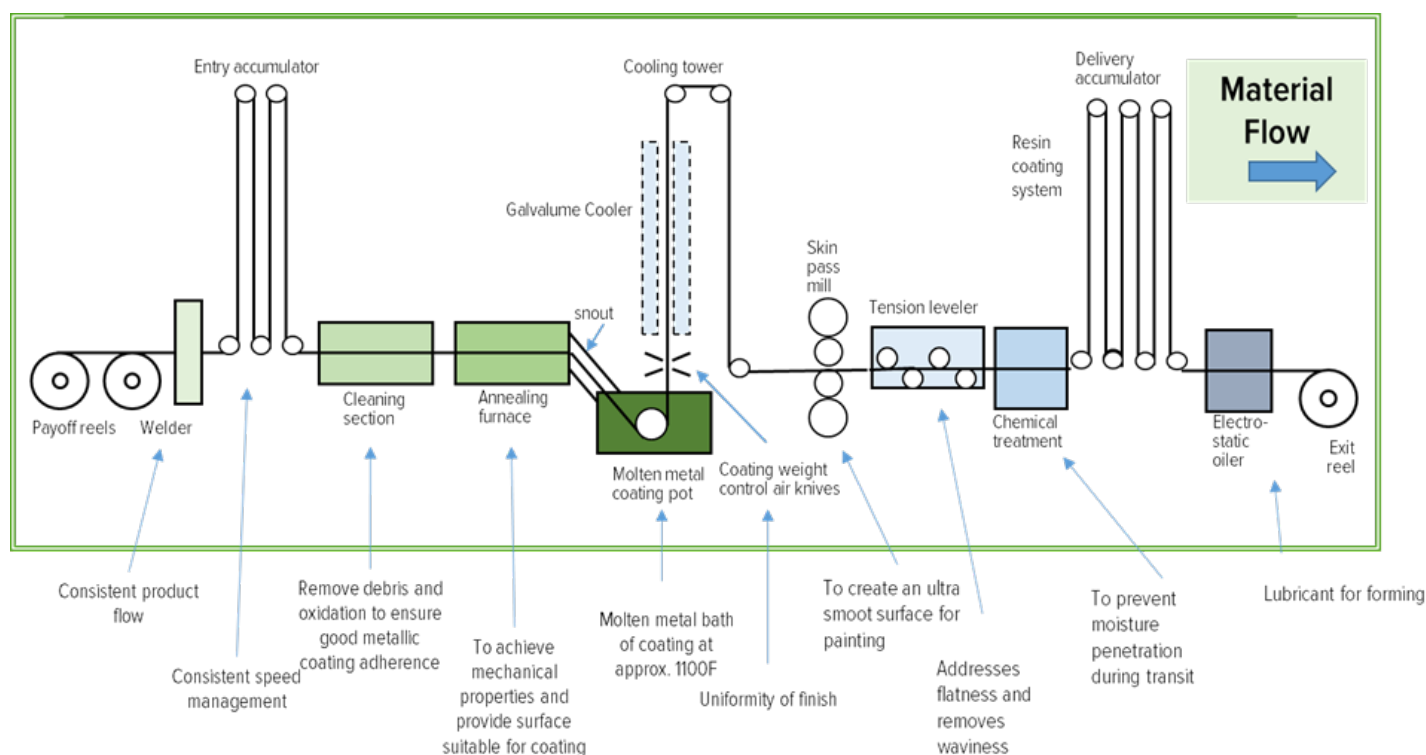 Entry accumulator
Cooling tower
Delivery
accumulator
Material
Flow
Resin
coating
system
Galvalume Cooler
Skin
pass
mill
snout
Tension leveler
Payoff reels
Welder
Cleaning
section
Annealing
furnace
Molten metal
coating pot
Coating weight
control air knives
Chemical
treatment
Electro-
static
oiler
Exit
reel
Consistent product
flow
Consistent speed
management
Remove debris and
oxidation to ensure
good metallic
coating adherence
To achieve
mechanical
properties and
provide surface
suitable for coating
Molten metal bath
of coating at
approx. 1100F
Uniformity of finish
To create an ultra
smoot surface for
painting
Addresses
flatness and
removes
waviness
To prevent
moisture
penetration
during transit
Lubricant for forming